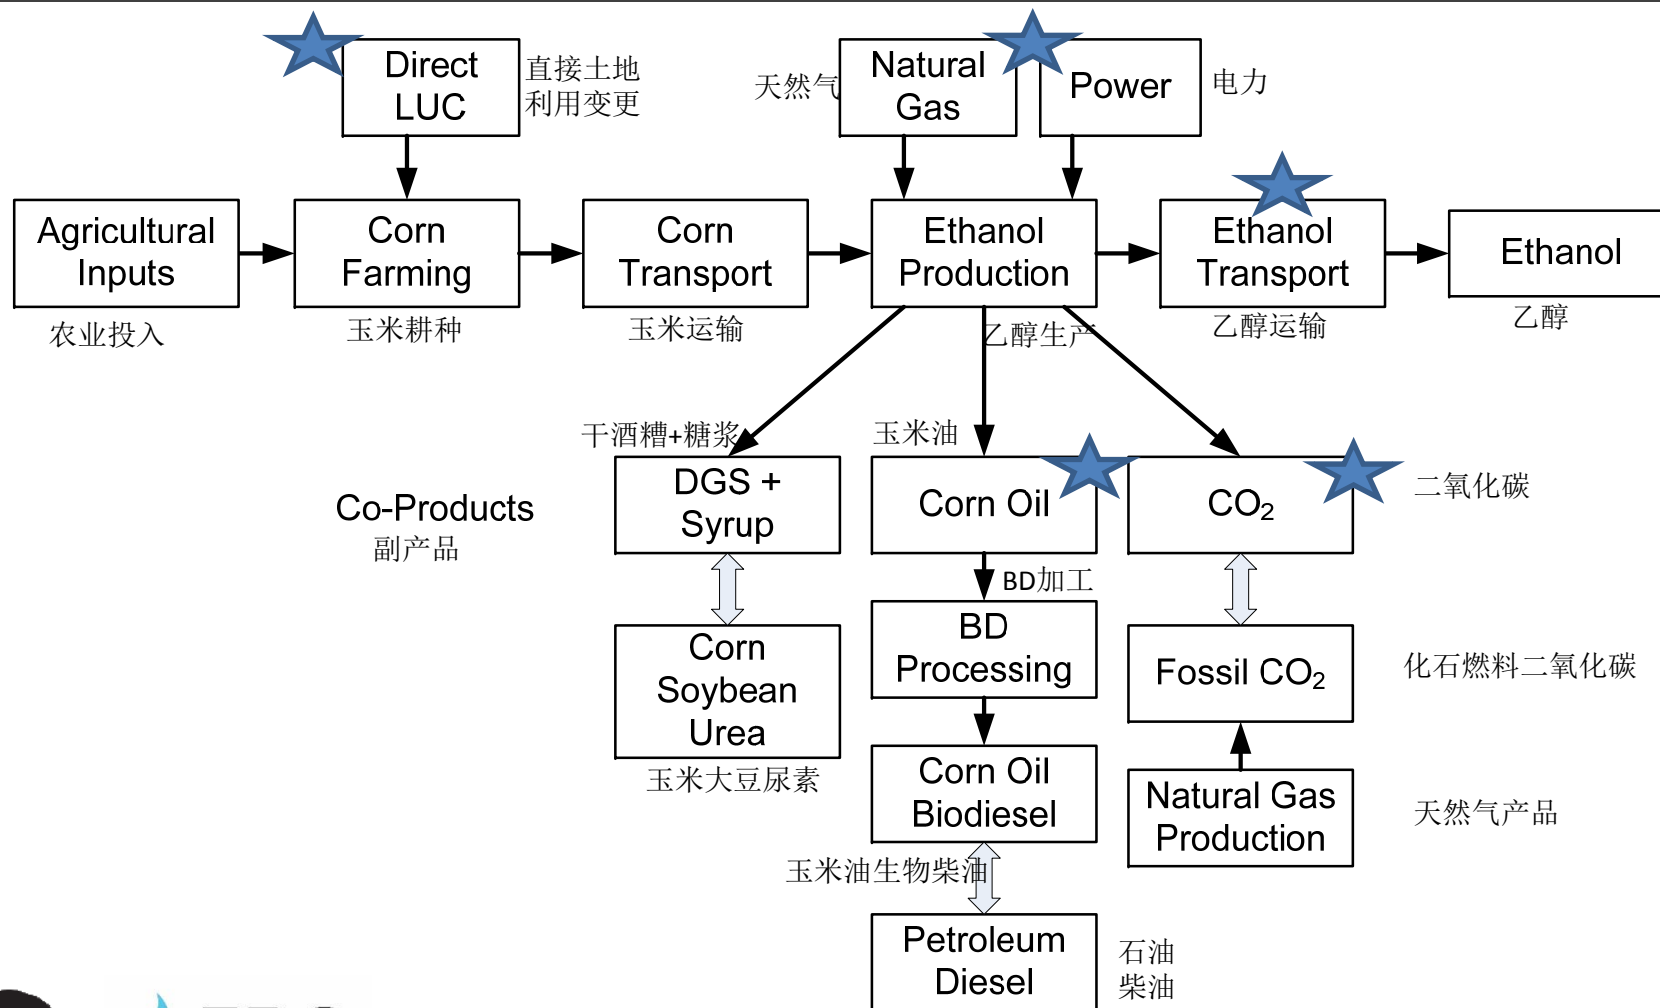 Direct
LUC
直接土地
利用变更
天然气
Natural
Gas
Power
电力
Agricultural
Inputs
农业投入
Corn
Farming
玉米耕种
Corn
Transport
玉米运输
Ethanol
Production
乙醇生产
Ethanol
Transport
乙醇运输
Ethanol
乙醇
Co-Products
副产品
干酒糟+糖浆
DGS +
Syrup
玉米油
Corn Oil
CO₂
二氧化碳
BD加工
Corn
Soybean
Urea
玉米大豆尿素
BD
Processing
Fossil CO₂
化石燃料二氧化碳
Corn Oil
Biodiesel
玉米油生物柴油
Natural Gas
Production
天然气产品
Petroleum
Diesel
石油
柴油